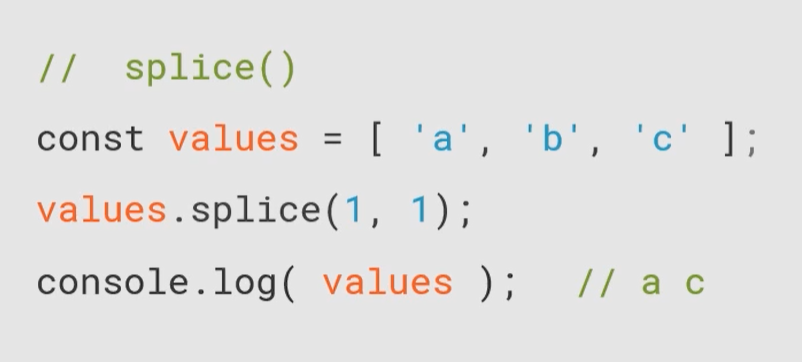 //  splice()
const values = [ 'a', 'b', 'c' ];
values.splice(1, 1);
console.log( values );   // a c